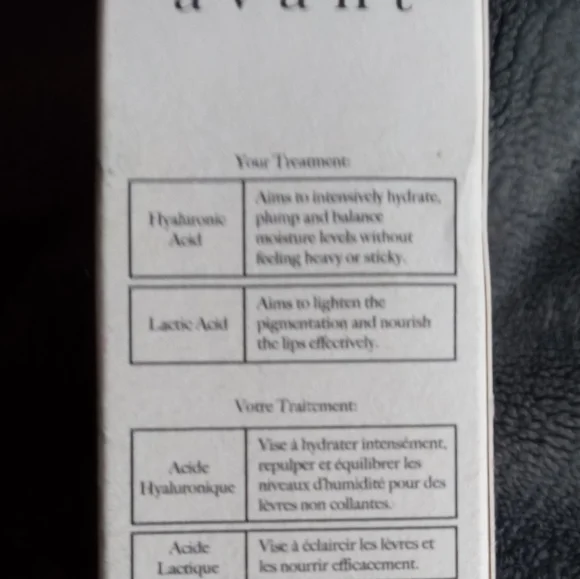 avant
Your Treatment:
Hyaluronic
Acid
Aims to intensively hydrate,
plump and balance
moisture levels without
feeling heavy or sticky.
Lactic Acid
Aims to lighten the
pigmentation and nourish
the lips effectively.
Votre Traitement:
Acide
Hyaluronique
Vise à hydrater intensément,
repulper et équilibrer les
niveaux d'humidité pour des
lèvres non collantes.
Acide
Lactique
Vise à éclaircir les lèvres et
les nourrir efficacement.